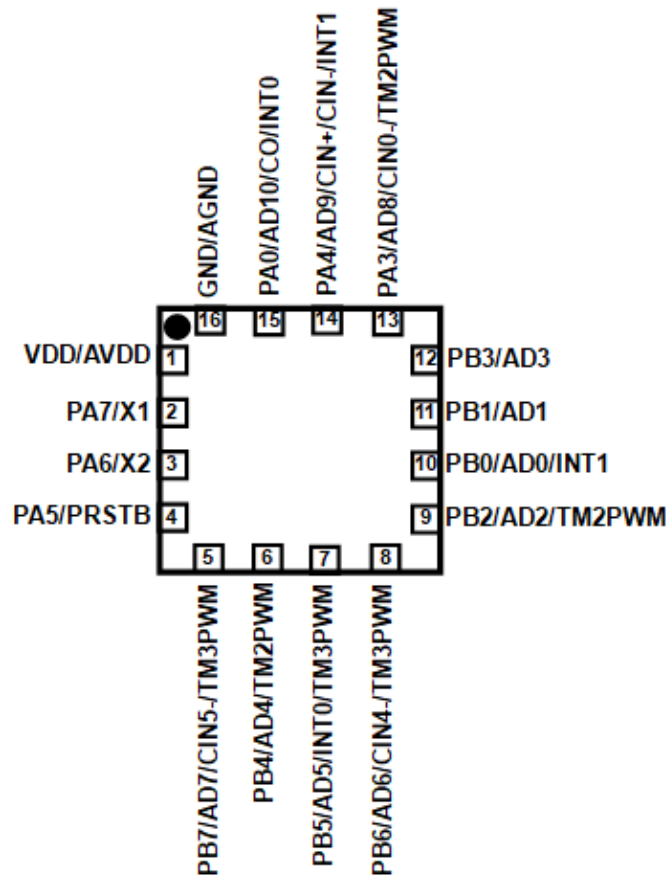 GND/AGND
PA0/AD10/CO/INT0
PA4/AD9/CIN+/CIN-/INT1
PA3/AD8/CIN0-/TM2PWM
16
15
14
13
VDD/AVDD
1
12
PB3/AD3
PA7/X1
2
11
PB1/AD1
PA6/X2
3
10
PB0/AD0/INT1
PA5/PRSTB
4
9
PB2/AD2/TM2PWM
5
6
7
8
PB7/AD7/CIN5-/TM3PWM
PB4/AD4/TM2PWM
PB5/AD5/INT0/TM3PWM
PB6/AD6/CIN4-/TM3PWM